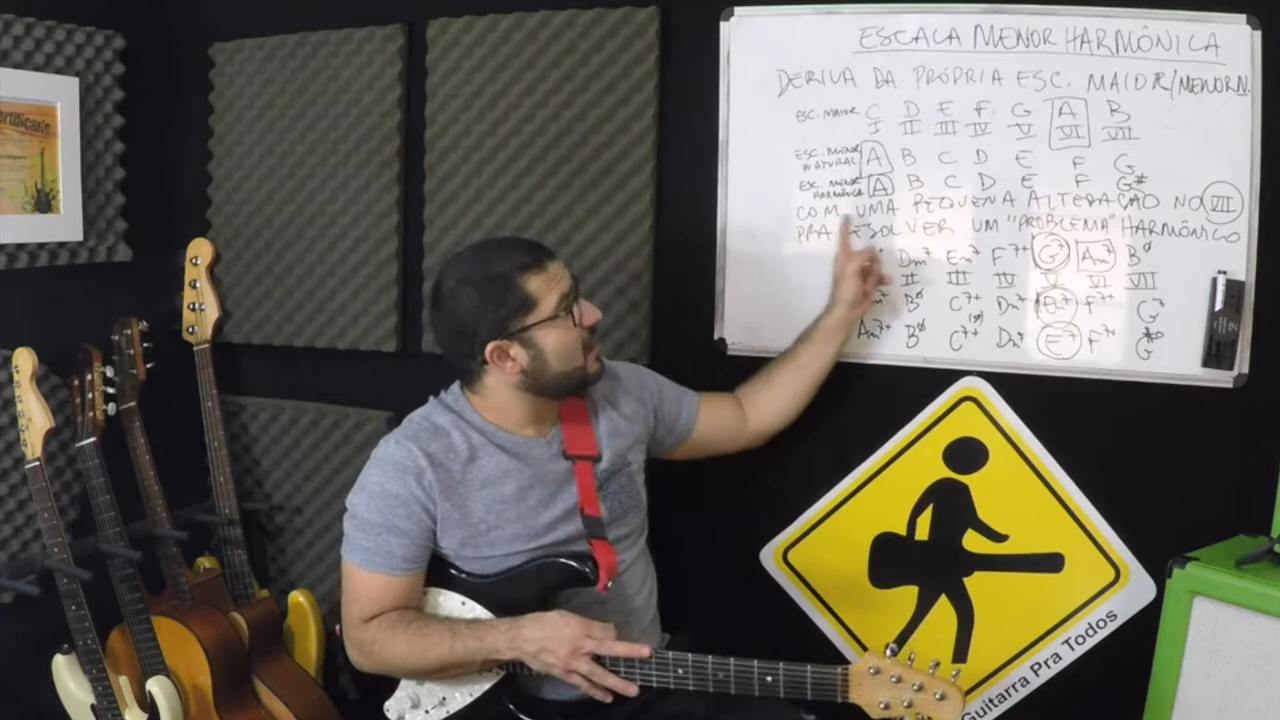 ertificado
ESCALA MENOR HARMÔNICA
DERIVA DA PRÓPRIA ESC. MAIOR/MENOR N.
ESC. MAIOR C D E F G A B
I II III IV V VI VII
ESC. MENOR NATURAL A B C D E F G
ESC. MENOR HARMÔNICA A B C D E F G#
COM UMA PEQUENA ALTERAÇÃO NO VII
PRA RESOLVER UM "PROBLEMA" HARMÔNICO
Dm7 Em7 F7+ G7 Am7 BØ
II III IV V VI VII
BØ C7+ Dm7 F7+ G7
Am7+ BØ C7+ Dm7 E7 F7+
Guitarra Pra Todos